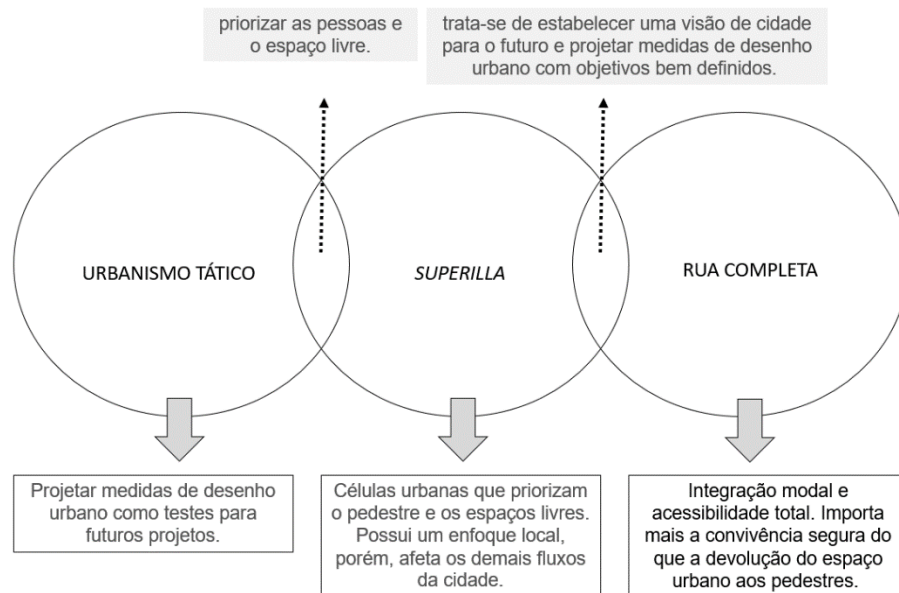 priorizar as pessoas e
o espaço livre.
trata-se de estabelecer uma visão de cidade
para o futuro e projetar medidas de desenho
urbano com objetivos bem definidos.
URBANISMO TÁTICO
SUPERILLA
RUA COMPLETA
Projetar medidas de desenho
urbano como testes para
futuros projetos.
Células urbanas que priorizam
o pedestre e os espaços livres.
Possui um enfoque local,
porém, afeta os demais fluxos
da cidade.
Integração modal e
acessibilidade total. Importa
mais a convivência segura do
que a devolução do espaço
urbano aos pedestres.